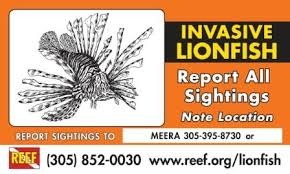 INVASIVE
LIONFISH
Report All
Sightings
Note Location
REPORT SIGHTINGS TO MEERA 305-395-8730 or
REEF (305) 852-0030 www.reef.org/lionfish